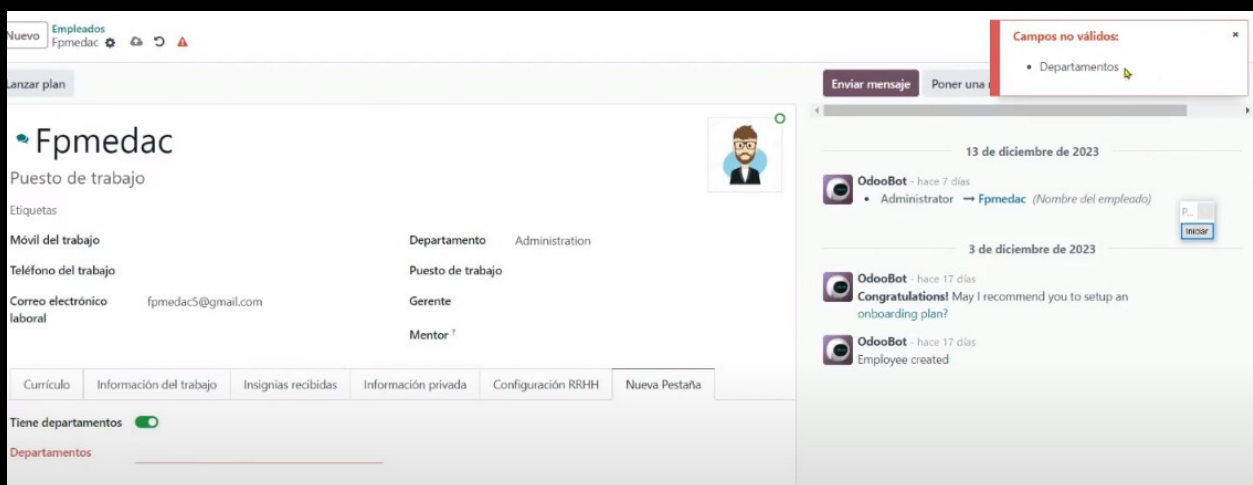 Nuevo
Empleados
Fpmedac
Campos no válidos:
×
• Departamentos
Lanzar plan
Enviar mensaje
Poner una
Fpmedac
Puesto de trabajo
Etiquetas
Móvil del trabajo
Teléfono del trabajo
Correo electrónico laboral
fpmedac5@gmail.com
Departamento
Administration
Puesto de trabajo
Gerente
Mentor ?
Currículo
Información del trabajo
Insignias recibidas
Información privada
Configuración RRHH
Nueva Pestaña
Tiene departamentos
Departamentos
13 de diciembre de 2023
OdooBot - hace 7 días
• Administrator → Fpmedac (Nombre del empleado)
P...
Iniciar
3 de diciembre de 2023
OdooBot - hace 17 días
Congratulations! May I recommend you to setup an
onboarding plan?
OdooBot - hace 17 días
Employee created